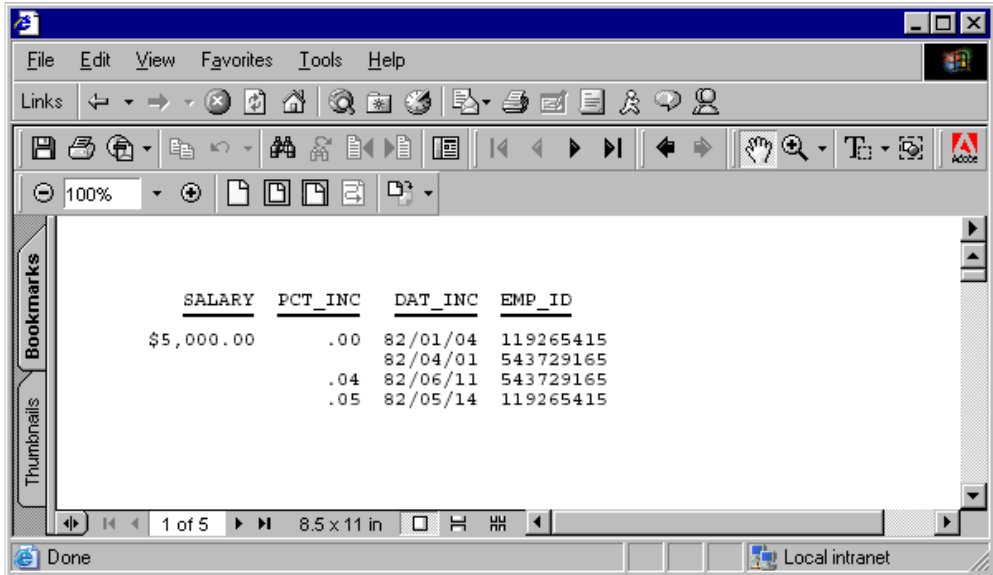 File Edit View Favorites Tools Help
Links
Adobe
100%
Bookmarks
Thumbnails
SALARY PCT_INC DAT_INC EMP_ID
$5,000.00 .00 82/01/04 119265415
82/04/01 543729165
.04 82/06/11 543729165
.05 82/05/14 119265415
1 of 5 8.5 x 11 in
Done Local intranet